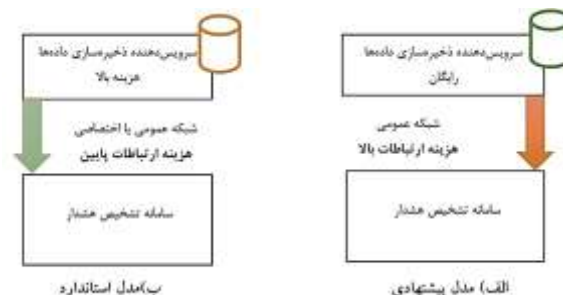 سرویس‌دهنده ذخیره‌سازی داده‌ها
رایگان
شبکه عمومی
هزینه ارتباطات بالا
سامانه تشخیص هشدار
الف) مدل پیشنهادی
سرویس‌دهنده ذخیره‌سازی داده‌ها
هزینه بالا
شبکه عمومی یا اختصاصی
هزینه ارتباطات پایین
سامانه تشخیص هشدار
ب)مدل استاندارد